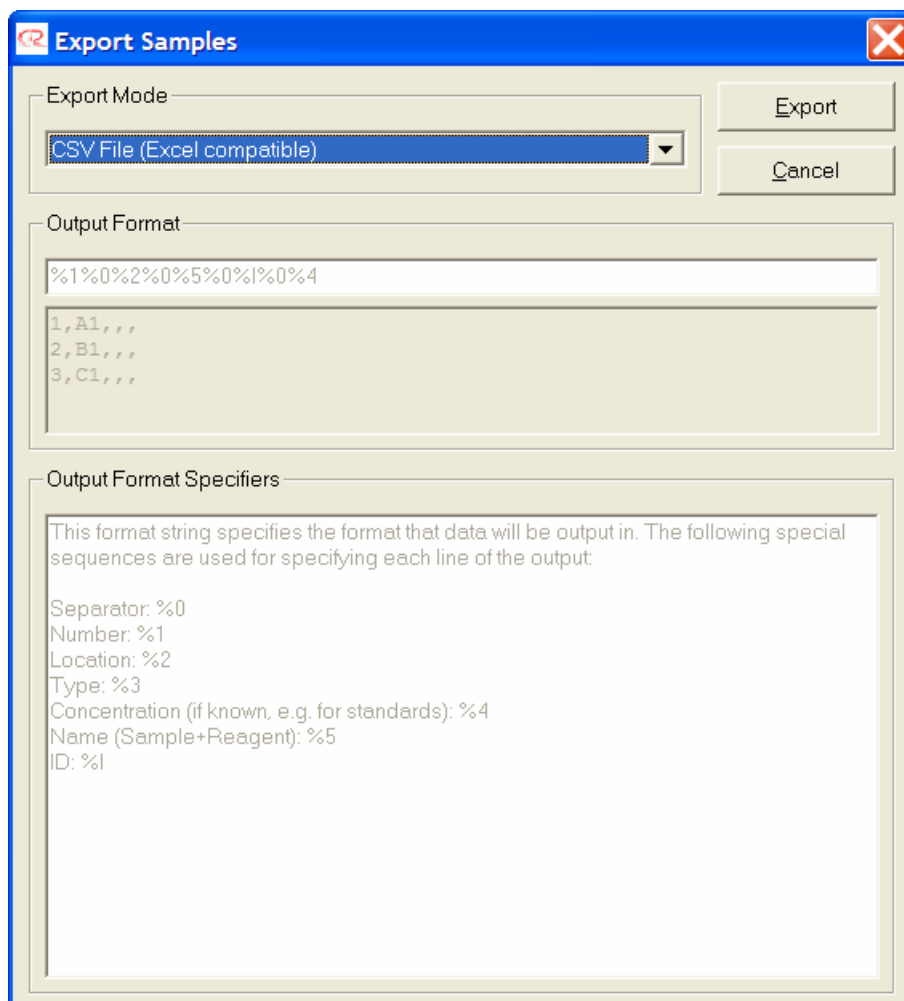 Export Samples
Export Mode
Export
CSV File (Excel compatible)
Cancel
Output Format
%1%0%2%0%5%0%I%0%4
1,A1,,,
2,B1,,,
3,C1,,,
Output Format Specifiers
This format string specifies the format that data will be output in. The following special
sequences are used for specifying each line of the output:
Separator: %0
Number: %1
Location: %2
Type: %3
Concentration (if known, e.g. for standards): %4
Name (Sample+Reagent): %5
ID: %I